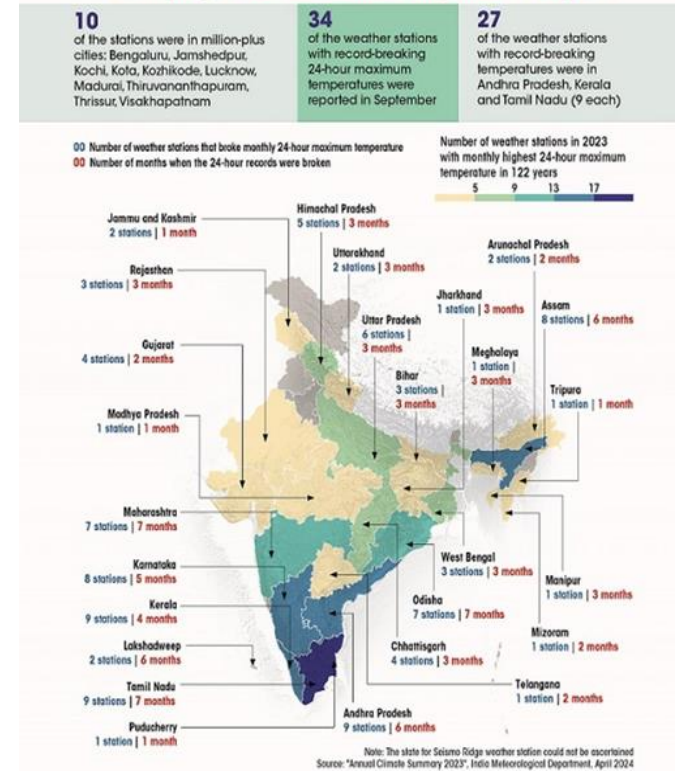 10
of the stations were in million-plus
cities: Bengaluru, Jamshedpur,
Kochi, Kota, Kozhikode, Lucknow,
Madurai, Thiruvananthapuram,
Thrissur, Visakhapatnam
34
of the weather stations
with record-breaking
24-hour maximum
temperatures were
reported in September
27
of the weather stations
with record-breaking
temperatures were in
Andhra Pradesh, Kerala
and Tamil Nadu (9 each)
00 Number of weather stations that broke monthly 24-hour maximum temperature
00 Number of months when the 24-hour records were broken
Number of weather stations in 2023
with monthly highest 24-hour maximum
temperature in 122 years
5 9 13 17
Jammu and Kashmir
2 stations | 1 month
Himachal Pradesh
5 stations | 3 months
Uttarakhand
2 stations | 3 months
Arunachal Pradesh
2 stations | 2 months
Rajasthan
3 stations | 3 months
Jharkhand
1 station | 3 months
Assam
8 stations | 6 months
Uttar Pradesh
6 stations |
3 months
Gujarat
4 stations | 2 months
Meghalaya
1 station |
3 months
Bihar
3 stations |
3 months
Tripura
1 station | 1 month
Madhya Pradesh
1 station | 1 month
Maharashtra
7 stations | 7 months
Karnataka
8 stations | 5 months
West Bengal
3 stations | 3 months
Manipur
1 station | 3 months
Kerala
9 stations | 4 months
Odisha
7 stations | 7 months
Mizoram
1 station | 2 months
Lakshadweep
2 stations | 6 months
Chhattisgarh
4 stations | 3 months
Tamil Nadu
9 stations | 7 months
Telangana
1 station | 2 months
Puducherry
1 station | 1 month
Andhra Pradesh
9 stations | 6 months
Note: The state for Seismo Ridge weather station could not be ascertained
Source: "Annual Climate Summary 2023", India Meteorological Department, April 2024